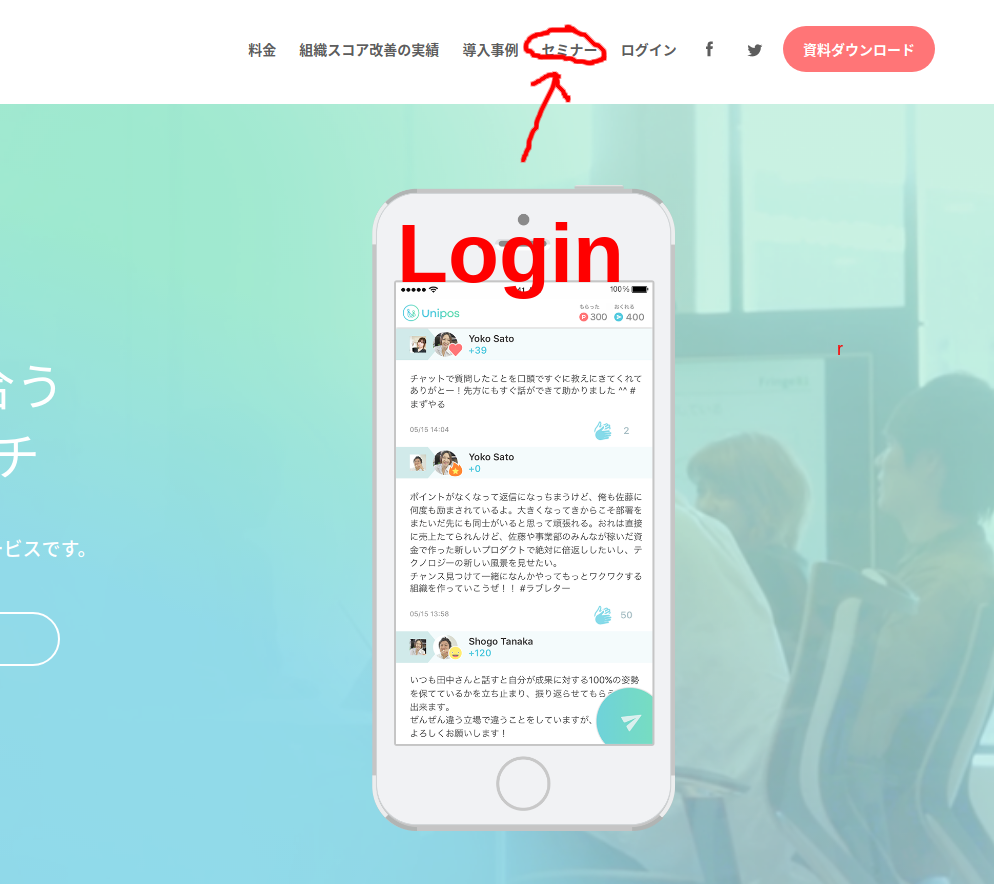 料金 組織スコア改善の実績 導入事例 セミナー ログイン 資料ダウンロード
Login
100%
Unipos
もらった おくれる
300 400
Yoko Sato
+39
チャットで質問したことを口頭ですぐに教えにきてくれて
ありがとー！先方にもすぐ話ができて助かりました ^^ #
まずやる
05/15 14:04 2
Yoko Sato
+0
ポイントがなくなって返信になっちまうけど、俺も佐藤に
何度も励まされているよ。大きくなってきからこそ部署を
またいだ先にも同士がいると思って頑張れる。おれは直接
に売上たてられんけど、佐藤や事業部のみんなが稼いだ資
金で作った新しいプロダクトで絶対に倍返ししたいし、テ
クノロジーの新しい風景を見せたい。
チャンス見つけて一緒になんかやってもっとワクワクする
組織を作っていこうぜ！！ #ラブレター
05/15 13:58 50
Shogo Tanaka
+120
いつも田中さんと話すと自分が成果に対する100%の姿勢
を保てているかを立ち止まり、振り返らせてもらう
出来ます。
ぜんぜん違う立場で違うことをしていますが、
よろしくお願いします！
r
合う
チ
ービスです。